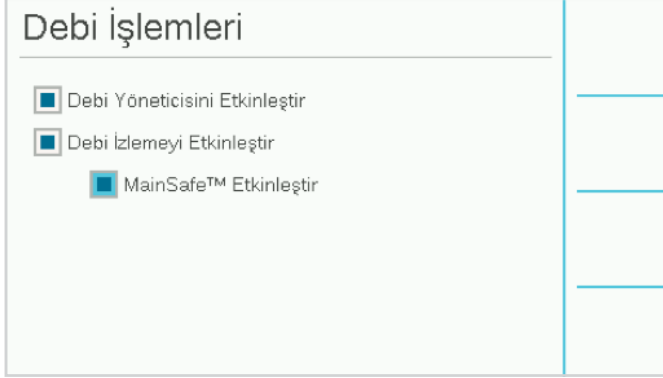 Debi İşlemleri
Debi Yöneticisini Etkinleştir
Debi İzlemeyi Etkinleştir
MainSafe™ Etkinleştir